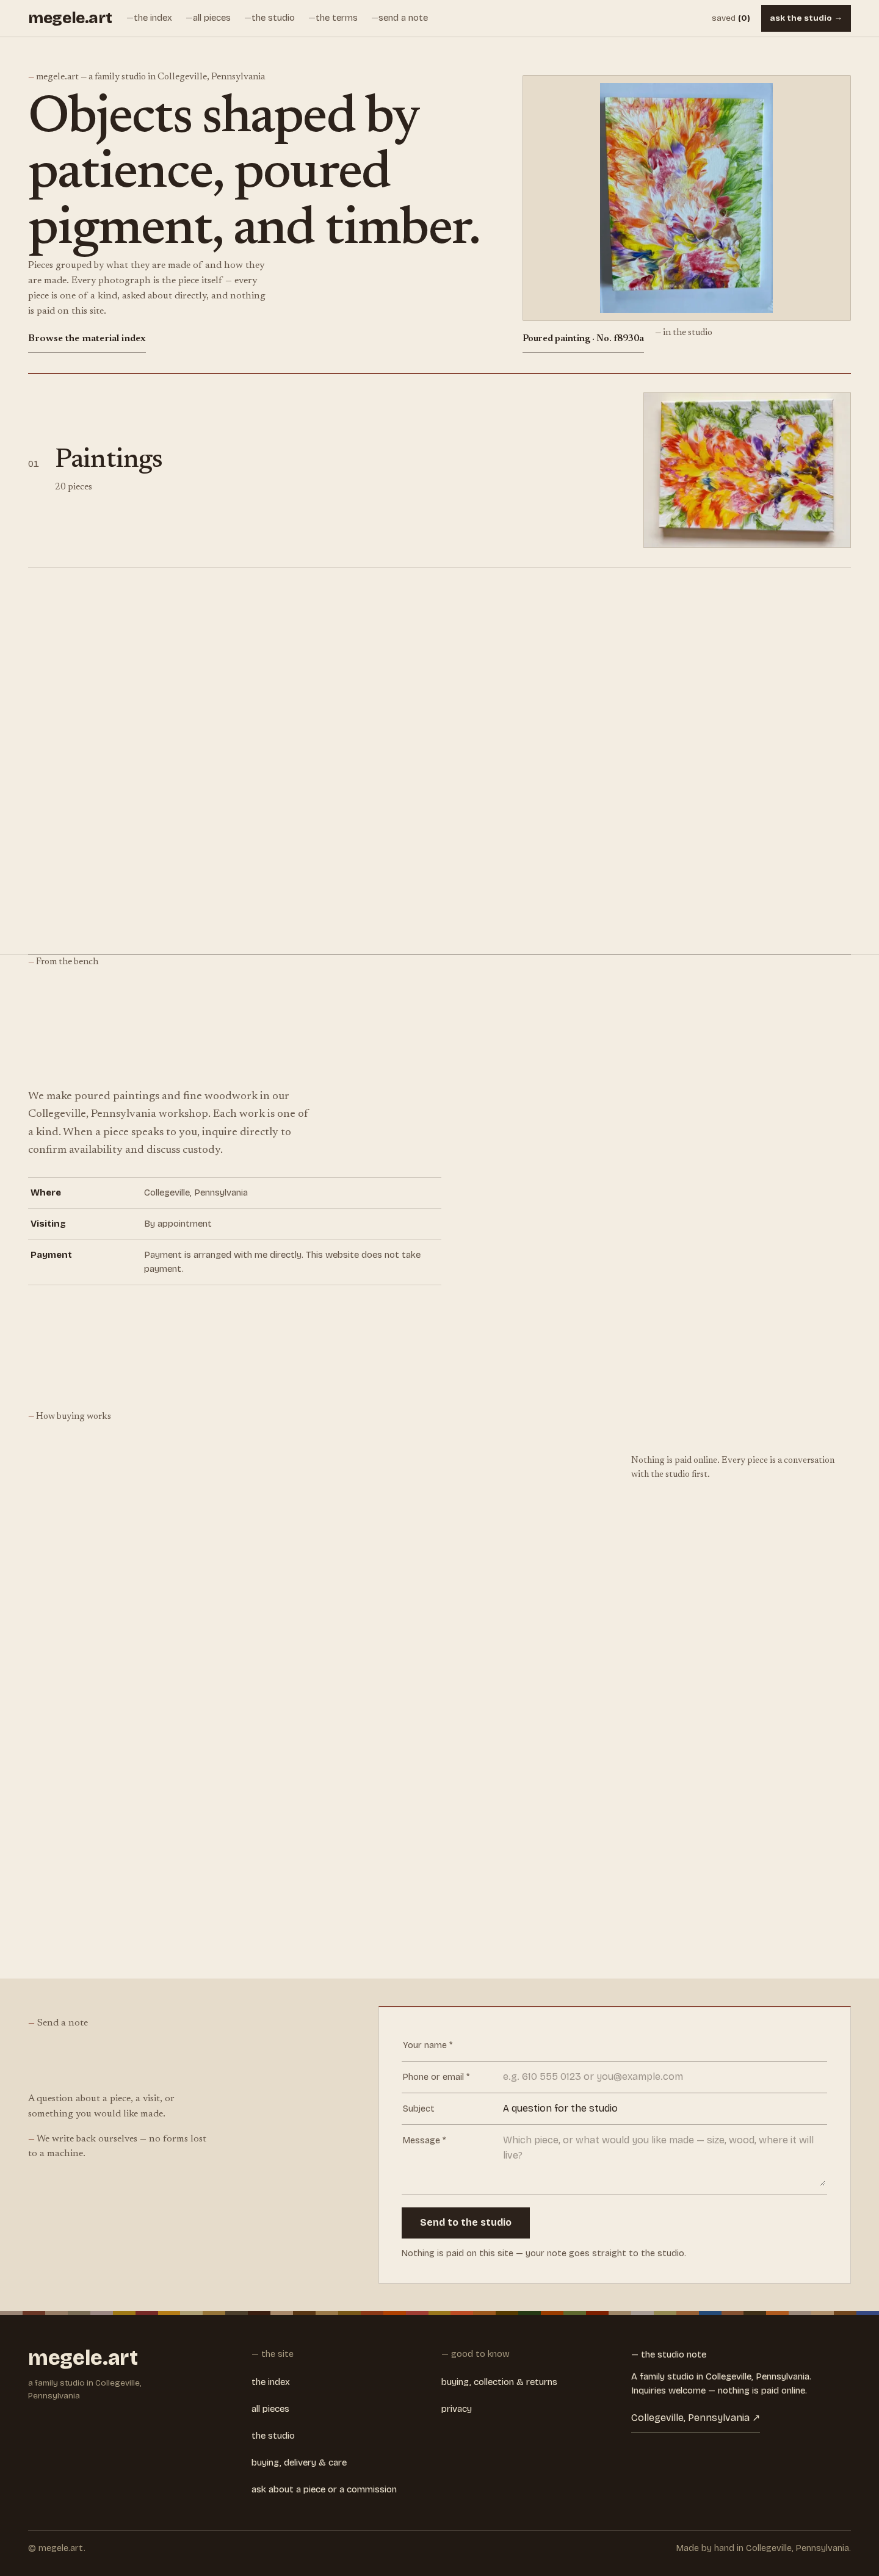 megele.art
—the index
—all pieces
—the studio
—the terms
—send a note
saved (0)
ask the studio →
— megele.art — a family studio in Collegeville, Pennsylvania
Objects shaped by
patience, poured
pigment, and timber.
Pieces grouped by what they are made of and how they
are made. Every photograph is the piece itself — every
piece is one of a kind, asked about directly, and nothing
is paid on this site.
Browse the material index
Poured painting · No. f8930a
— in the studio
01
Paintings
20 pieces
— From the bench
We make poured paintings and fine woodwork in our
Collegeville, Pennsylvania workshop. Each work is one of
a kind. When a piece speaks to you, inquire directly to
confirm availability and discuss custody.
Where
Collegeville, Pennsylvania
Visiting
By appointment
Payment
Payment is arranged with me directly. This website does not take
payment.
— How buying works
Nothing is paid online. Every piece is a conversation
with the studio first.
— Send a note
A question about a piece, a visit, or
something you would like made.
— We write back ourselves — no forms lost
to a machine.
Your name *
Phone or email *
e.g. 610 555 0123 or you@example.com
Subject
A question for the studio
Message *
Which piece, or what would you like made — size, wood, where it will
live?
Send to the studio
Nothing is paid on this site — your note goes straight to the studio.
megele.art
a family studio in Collegeville,
Pennsylvania
— the site
the index
all pieces
the studio
buying, delivery & care
ask about a piece or a commission
— good to know
buying, collection & returns
privacy
— the studio note
A family studio in Collegeville, Pennsylvania.
Inquiries welcome — nothing is paid online.
Collegeville, Pennsylvania ↗
© megele.art.
Made by hand in Collegeville, Pennsylvania.